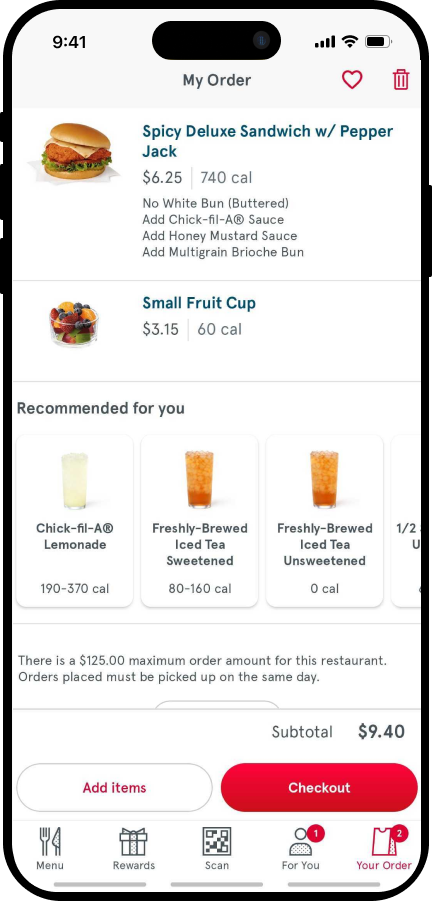 9:41
My Order
Spicy Deluxe Sandwich w/ Pepper
Jack
$6.25 740 cal
No White Bun (Buttered)
Add Chick-fil-A® Sauce
Add Honey Mustard Sauce
Add Multigrain Brioche Bun
Small Fruit Cup
$3.15 60 cal
Recommended for you
Chick-fil-A®
Lemonade
190-370 cal
Freshly-Brewed
Iced Tea
Sweetened
80-160 cal
Freshly-Brewed
Iced Tea
Unsweetened
0 cal
1/2
U
There is a $125.00 maximum order amount for this restaurant.
Orders placed must be picked up on the same day.
Subtotal $9.40
Add items
Checkout
Menu
Rewards
Scan
1
For You
2
Your Order